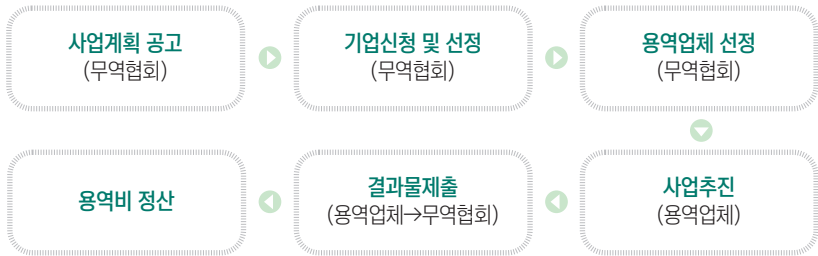 사업계획 공고
(무역협회)
기업신청 및 선정
(무역협회)
용역업체 선정
(무역협회)
사업추진
(용역업체)
결과물제출
(용역업체→무역협회)
용역비 정산